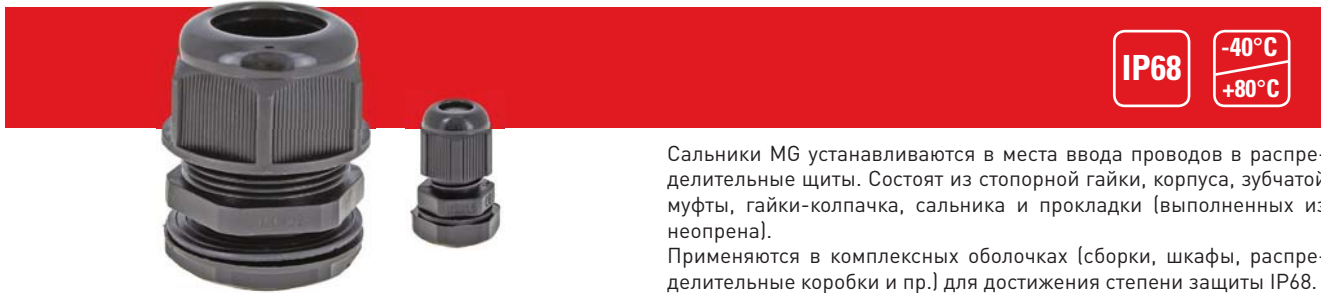 IP68
-40°C
+80°C
Сальники MG устанавливаются в места ввода проводов в распре-
делительные щиты. Состоят из стопорной гайки, корпуса, зубчатой
муфты, гайки-колпачка, сальника и прокладки (выполненных из
неопрена).
Применяются в комплексных оболочках (сборки, шкафы, распре-
делительные коробки и пр.) для достижения степени защиты IP68.